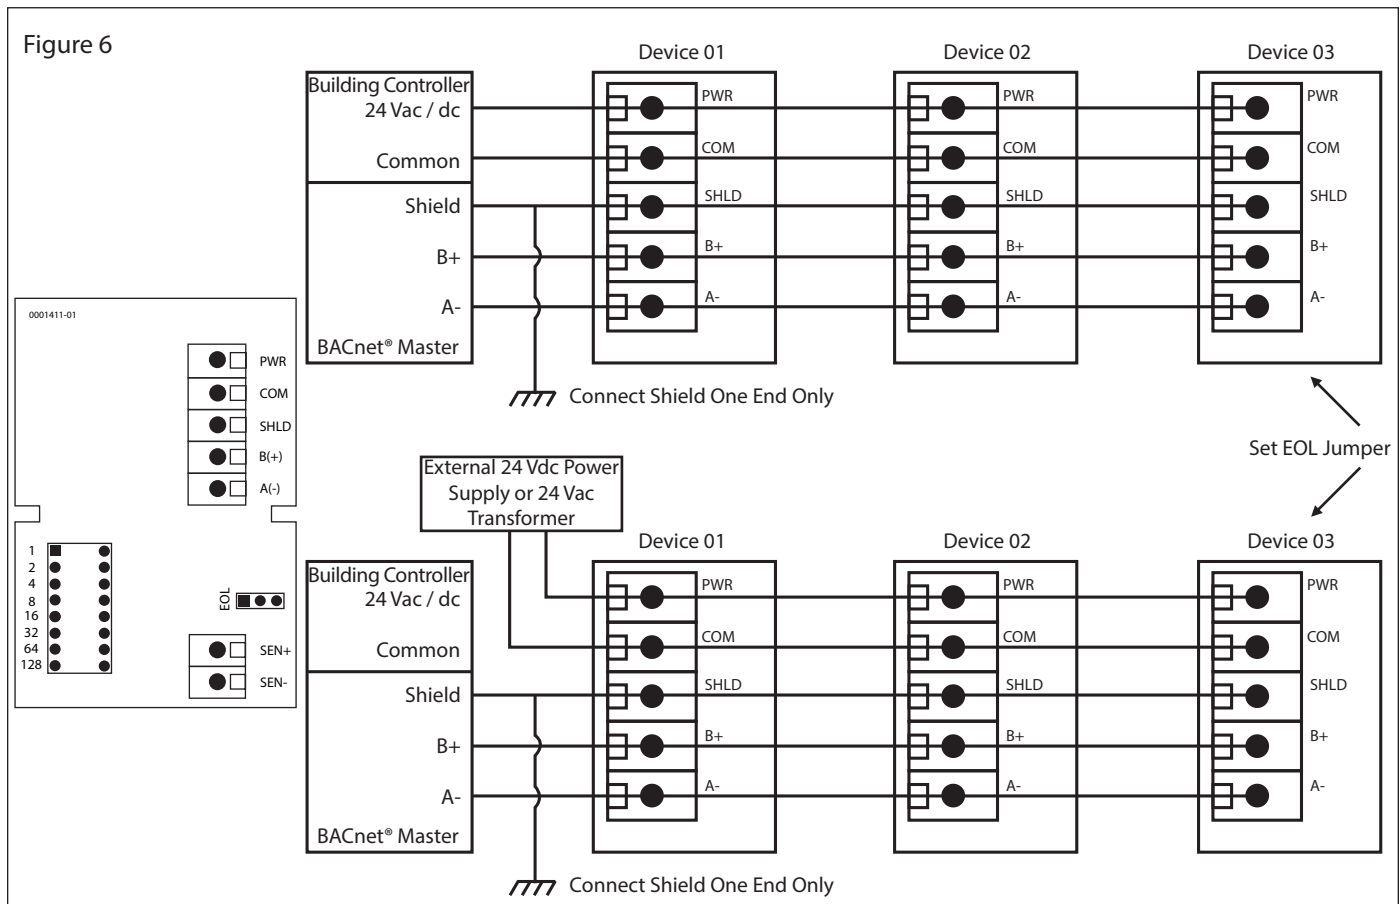 Figure 6
Device 01
Device 02
Device 03
Building Controller
24 Vac / dc
Common
Shield
B+
A-
BACnet® Master
PWR
COM
SHLD
B+
A-
PWR
COM
SHLD
B+
A-
PWR
COM
SHLD
B+
A-
Connect Shield One End Only
Set EOL Jumper
0001411-01
PWR
COM
SHLD
B(+)
A(-)
1
2
4
8
16
32
64
128
EOL
SEN+
SEN-
External 24 Vdc Power
Supply or 24 Vac
Transformer
Device 01
Device 02
Device 03
Building Controller
24 Vac / dc
Common
Shield
B+
A-
BACnet® Master
PWR
COM
SHLD
B+
A-
PWR
COM
SHLD
B+
A-
PWR
COM
SHLD
B+
A-
Connect Shield One End Only